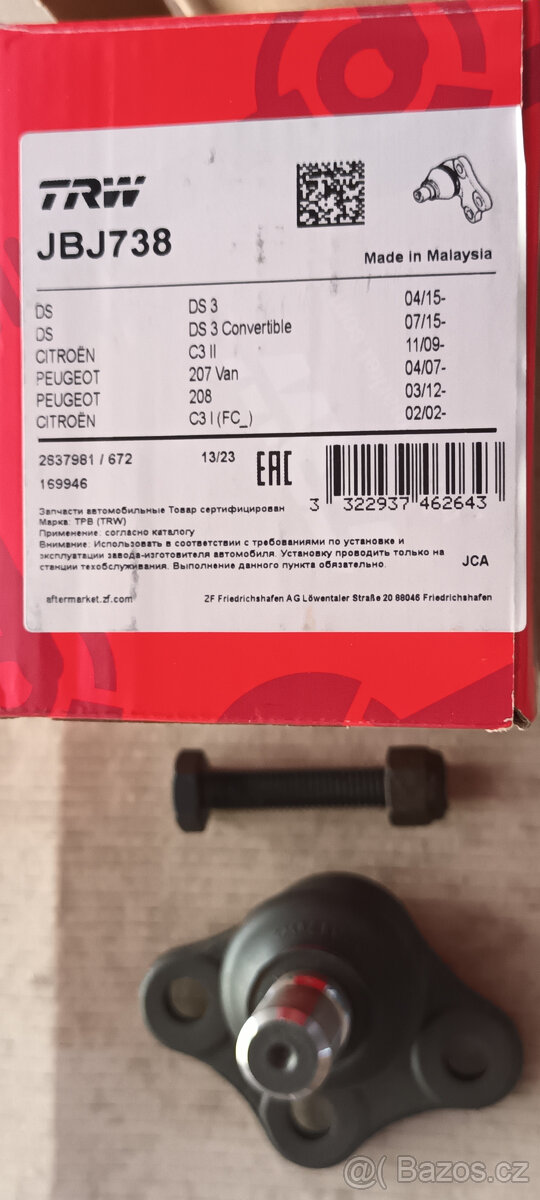 TRW
JBJ738
Made in Malaysia
DS DS 3 04/15-
DS DS 3 Convertible 07/15-
CITROËN C3 II 11/09-
PEUGEOT 207 Van 04/07-
PEUGEOT 208 03/12-
CITROËN C3 I (FC_) 02/02-
2837981 / 672 13/23 EAC
169946
3 322937 462643
Запчасти автомобильные Товар сертифицирован
Марка: ТРВ (TRW)
Применение: согласно каталогу
Внимание: Использовать в соответствии с требованиями по установке и
эксплуатации завода-изготовителя автомобиля. Установку проводить только на
станции техобслуживания. Выполнение данного пункта обязательно.
JCA
aftermarket.zf.com ZF Friedrichshafen AG Löwentaler Straße 20 88046 Friedrichshafen
@( Bazos.cz